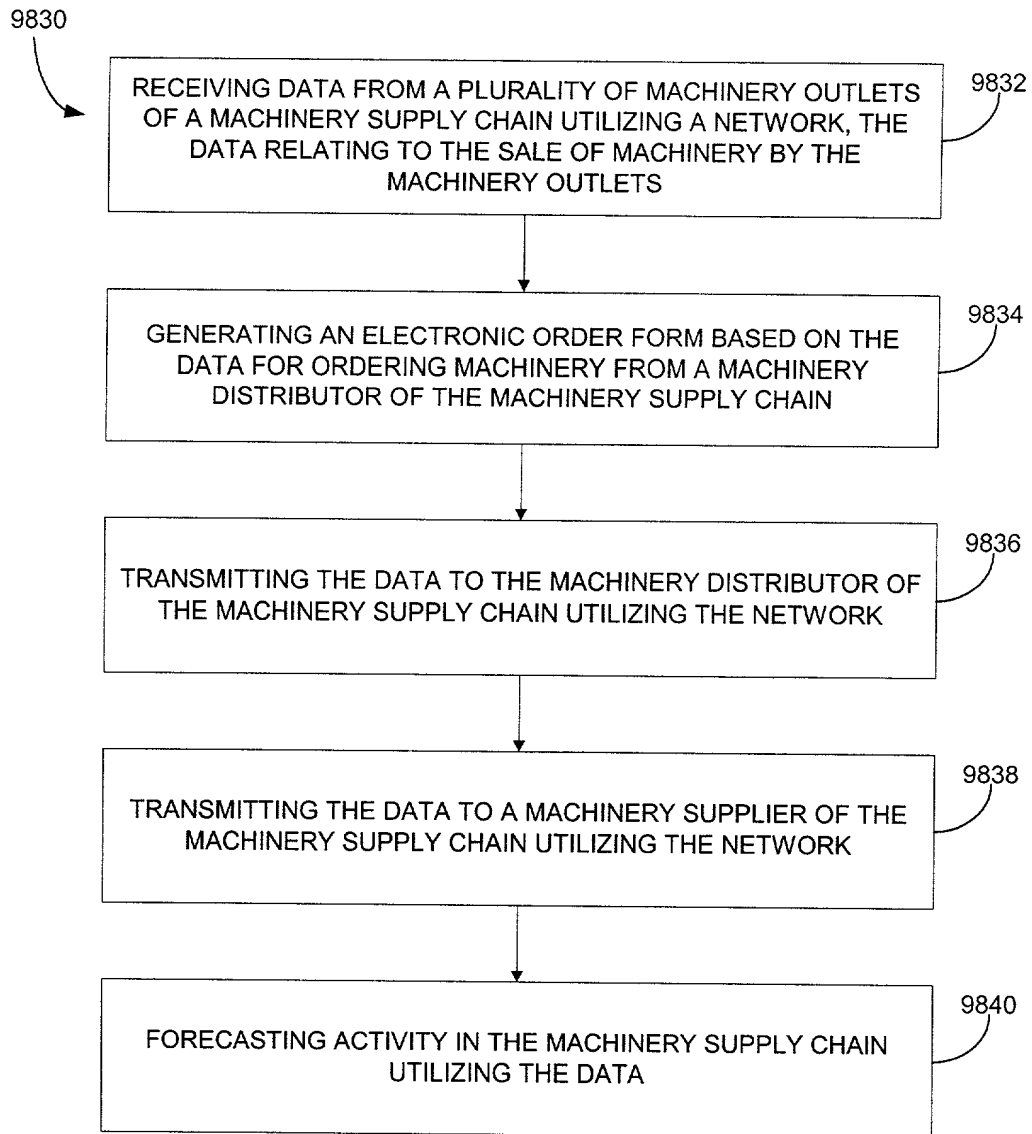 9830
RECEIVING DATA FROM A PLURALITY OF MACHINERY OUTLETS
OF A MACHINERY SUPPLY CHAIN UTILIZING A NETWORK, THE
DATA RELATING TO THE SALE OF MACHINERY BY THE
MACHINERY OUTLETS
9832
GENERATING AN ELECTRONIC ORDER FORM BASED ON THE
DATA FOR ORDERING MACHINERY FROM A MACHINERY
DISTRIBUTOR OF THE MACHINERY SUPPLY CHAIN
9834
TRANSMITTING THE DATA TO THE MACHINERY DISTRIBUTOR OF
THE MACHINERY SUPPLY CHAIN UTILIZING THE NETWORK
9836
TRANSMITTING THE DATA TO A MACHINERY SUPPLIER OF THE
MACHINERY SUPPLY CHAIN UTILIZING THE NETWORK
9838
FORECASTING ACTIVITY IN THE MACHINERY SUPPLY CHAIN
UTILIZING THE DATA
9840